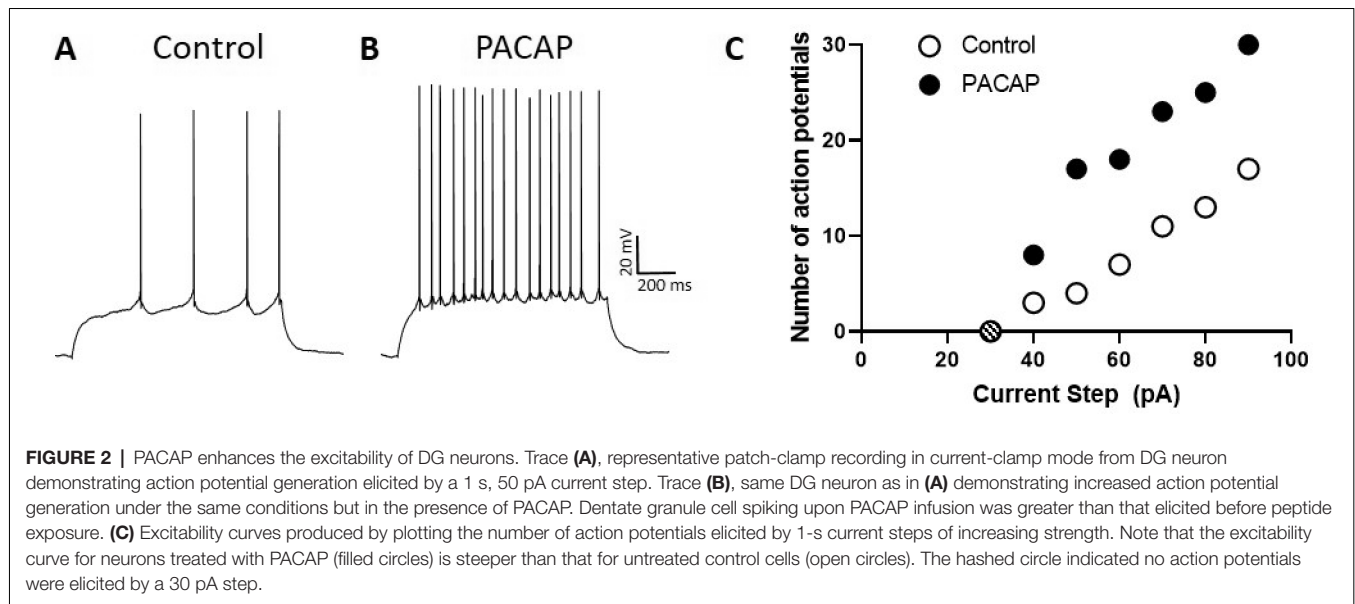 A Control
B PACAP
20 mV
200 ms
C
Control
PACAP
Number of action potentials
30
20
10
0
0 20 40 60 80 100
Current Step (pA)
FIGURE 2 | PACAP enhances the excitability of DG neurons. Trace (A), representative patch-clamp recording in current-clamp mode from DG neuron
demonstrating action potential generation elicited by a 1 s, 50 pA current step. Trace (B), same DG neuron as in (A) demonstrating increased action potential
generation under the same conditions but in the presence of PACAP. Dentate granule cell spiking upon PACAP infusion was greater than that elicited before peptide
exposure. (C) Excitability curves produced by plotting the number of action potentials elicited by 1-s current steps of increasing strength. Note that the excitability
curve for neurons treated with PACAP (filled circles) is steeper than that for untreated control cells (open circles). The hashed circle indicated no action potentials
were elicited by a 30 pA step.